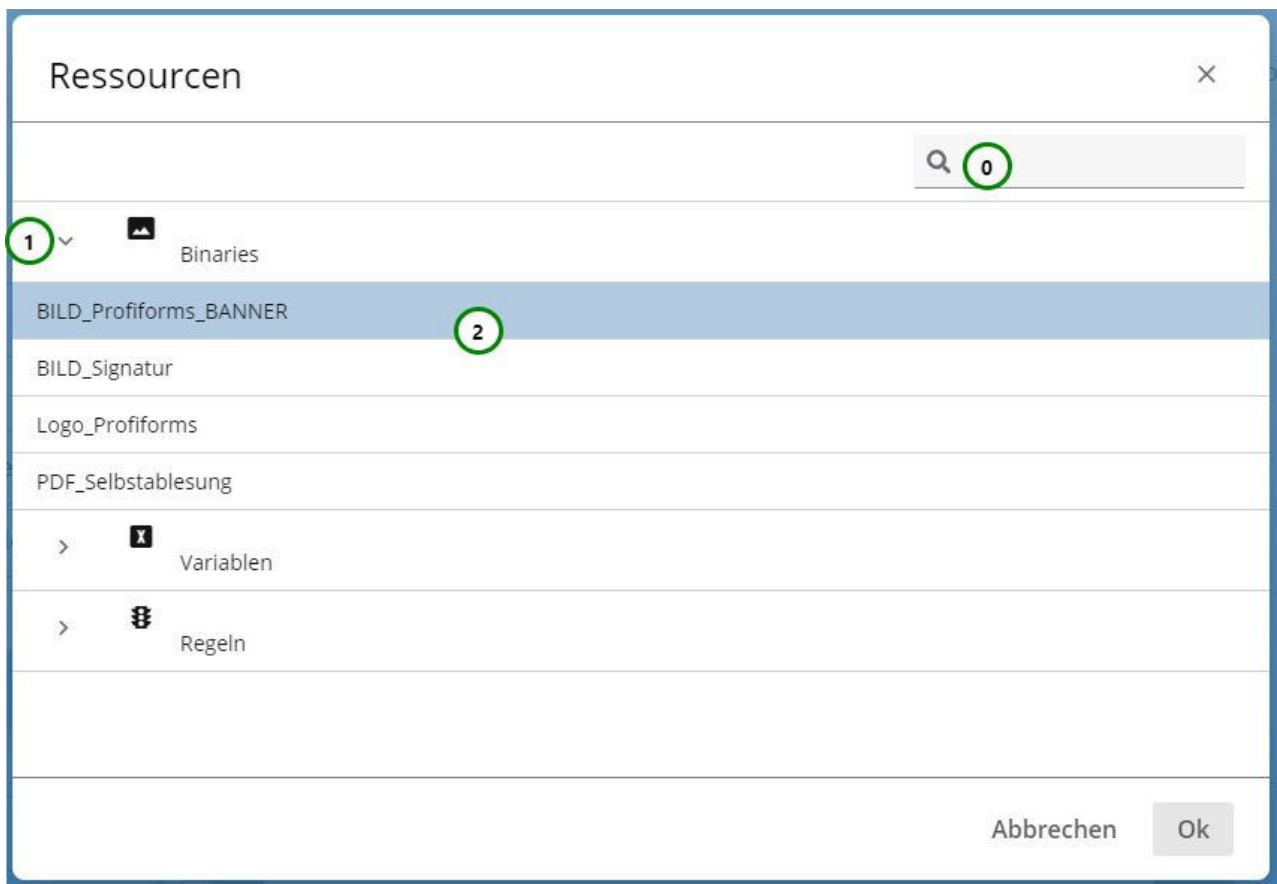 Ressourcen
0
1
Binaries
BILD_Profiforms_BANNER
2
BILD_Signatur
Logo_Profiforms
PDF_Selbstablesung
Variablen
Regeln
Abbrechen Ok